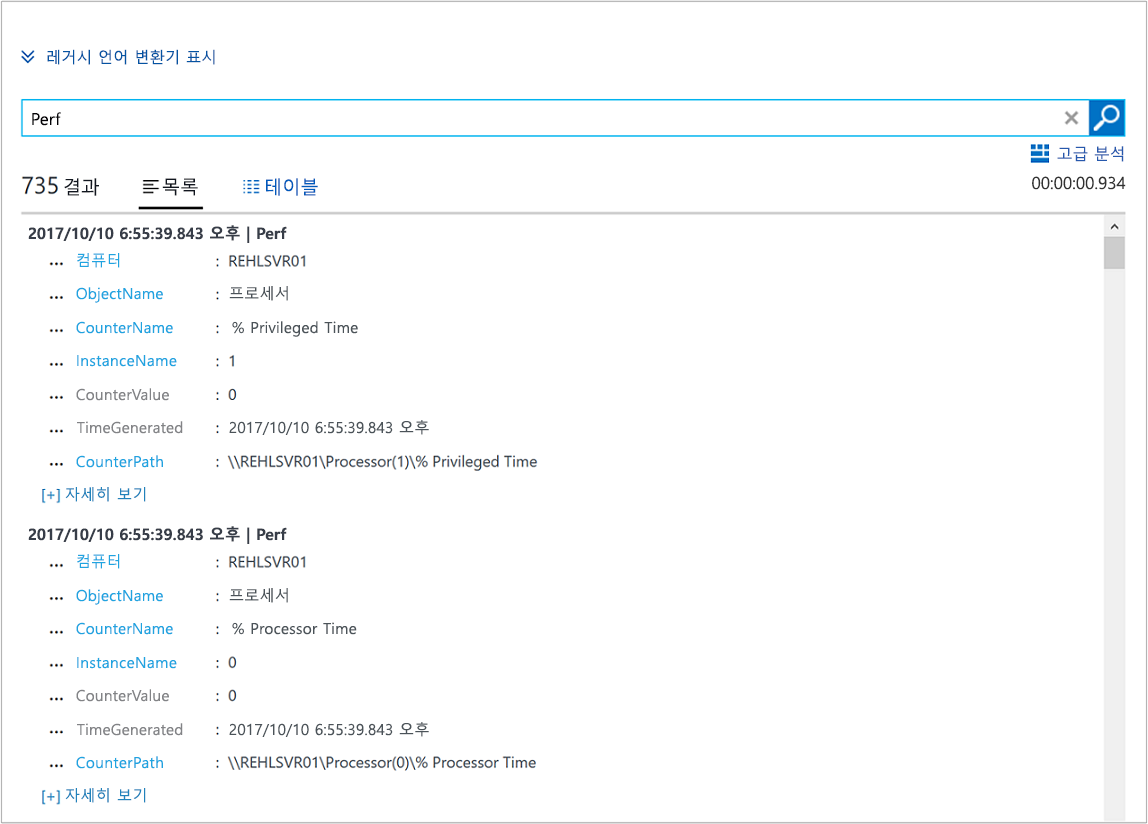 레거시 언어 변환기 표시
Perf
고급 분석
735 결과 목록 테이블 00:00:00.934
2017/10/10 6:55:39.843 오후 | Perf
... 컴퓨터 : REHLSVR01
... ObjectName : 프로세서
... CounterName : % Privileged Time
... InstanceName : 1
... CounterValue : 0
... TimeGenerated : 2017/10/10 6:55:39.843 오후
... CounterPath : \\REHLSVR01\Processor(1)\% Privileged Time
[+] 자세히 보기
2017/10/10 6:55:39.843 오후 | Perf
... 컴퓨터 : REHLSVR01
... ObjectName : 프로세서
... CounterName : % Processor Time
... InstanceName : 0
... CounterValue : 0
... TimeGenerated : 2017/10/10 6:55:39.843 오후
... CounterPath : \\REHLSVR01\Processor(0)\% Processor Time
[+] 자세히 보기